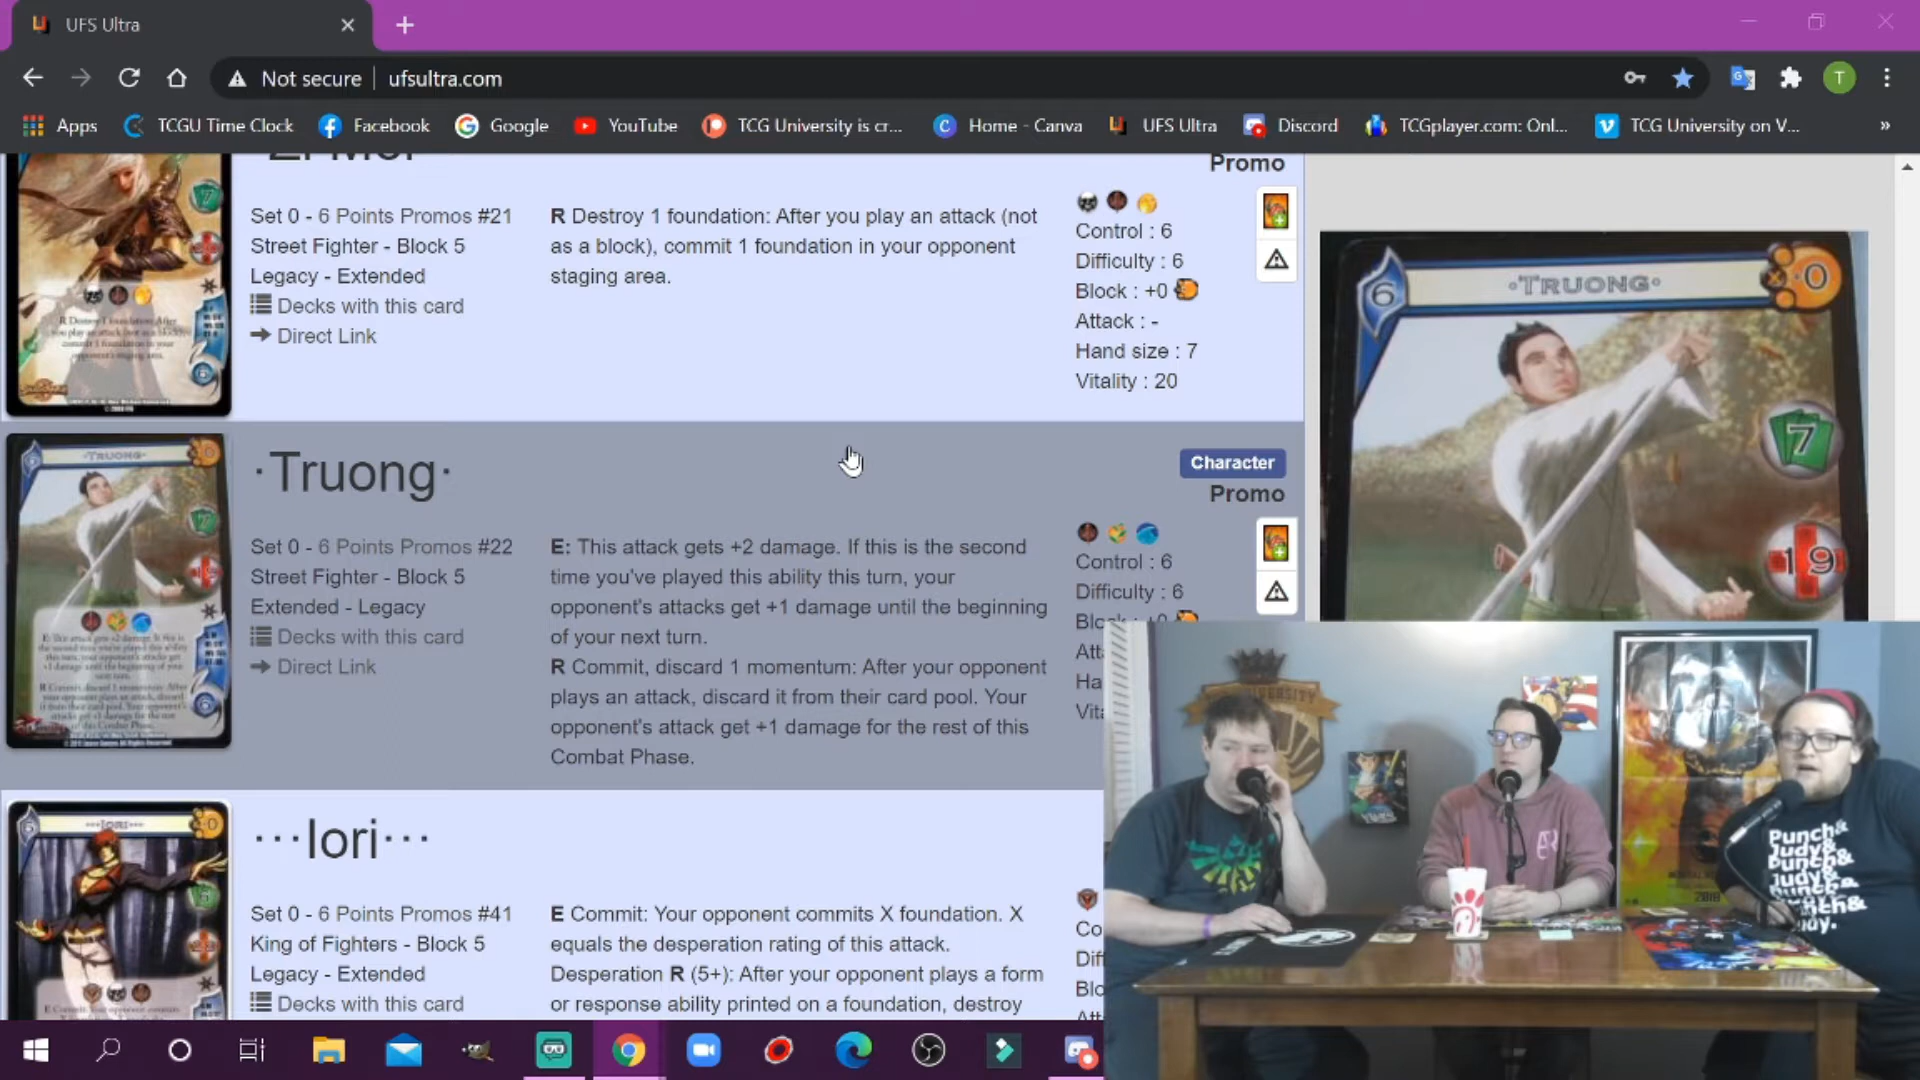 UFS Ultra
Not secure
ufsultra.com
T
Apps
TCGU Time Clock
Facebook
Google
YouTube
TCG University is cr...
Home - Canva
UFS Ultra
Discord
TCGplayer.com: Onl...
TCG University on V...
»
Promo
Set 0 - 6 Points Promos #21
Street Fighter - Block 5
Legacy - Extended
Decks with this card
Direct Link
R Destroy 1 foundation: After you play an attack (not
as a block), commit 1 foundation in your opponent
staging area.
Control : 6
Difficulty : 6
Block : +0
Attack : -
Hand size : 7
Vitality : 20
·Truong·
Character
Promo
Set 0 - 6 Points Promos #22
Street Fighter - Block 5
Extended - Legacy
Decks with this card
Direct Link
E: This attack gets +2 damage. If this is the second
time you've played this ability this turn, your
opponent's attacks get +1 damage until the beginning
of your next turn.
R Commit, discard 1 momentum: After your opponent
plays an attack, discard it from their card pool. Your
opponent's attack get +1 damage for the rest of this
Combat Phase.
Control : 6
Difficulty : 6
···Iori···
Set 0 - 6 Points Promos #41
King of Fighters - Block 5
Legacy - Extended
Decks with this card
E Commit: Your opponent commits X foundation. X
equals the desperation rating of this attack.
Desperation R (5+): After your opponent plays a form
or response ability printed on a foundation, destroy
6
·TRUONG·
0
7
19
UNIVERSITY
Punch&
Judy&
Punch&
Judy&